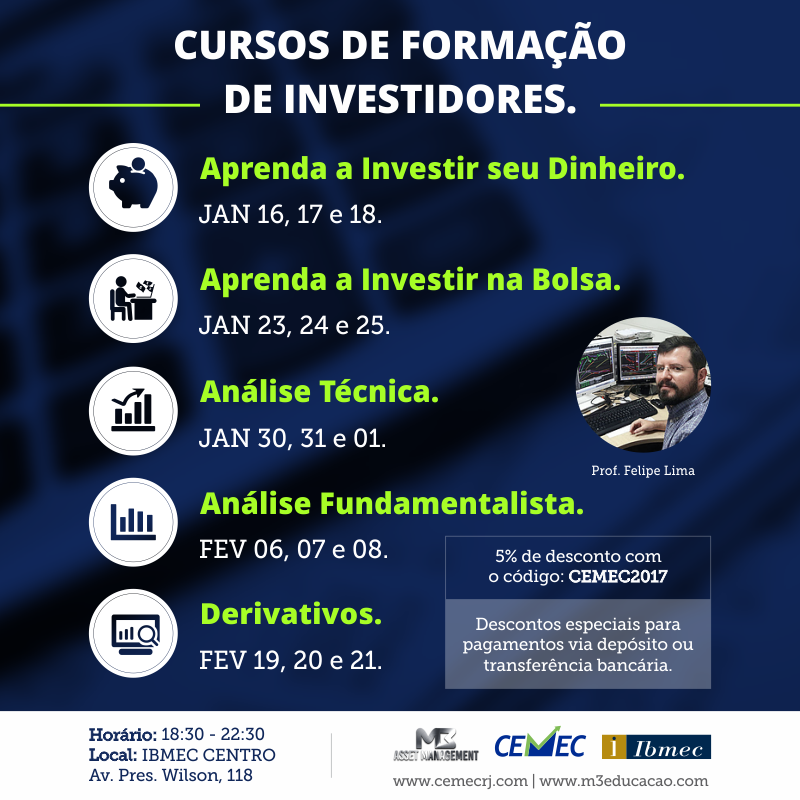 CURSOS DE FORMAÇÃO
DE INVESTIDORES.
Aprenda a Investir seu Dinheiro.
JAN 16, 17 e 18.
Aprenda a Investir na Bolsa.
JAN 23, 24 e 25.
Análise Técnica.
JAN 30, 31 e 01.
Prof. Felipe Lima
Análise Fundamentalista.
FEV 06, 07 e 08.
5% de desconto com
o código: CEMEC2017
Derivativos.
FEV 19, 20 e 21.
Descontos especiais para
pagamentos via depósito ou
transferência bancária.
Horário: 18:30 - 22:30
Local: IBMEC CENTRO
Av. Pres. Wilson, 118
M3
ASSET MANAGEMENT
CEMEC
i Ibmec
www.cemecrj.com | www.m3educacao.com